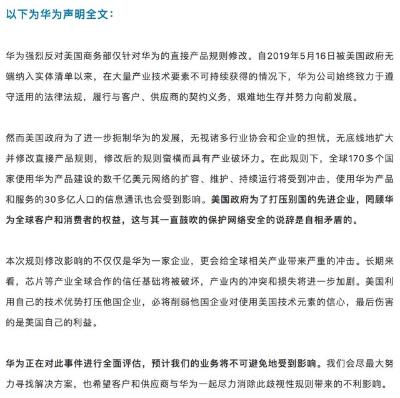 以下为华为声明全文：
华为强烈反对美国商务部仅针对华为的直接产品规则修改。自2019年5月16日被美国政府无
端纳入实体清单以来，在大量产业技术要素不可持续获得的情况下，华为公司始终致力于遵
守适用的法律法规，履行与客户、供应商的契约义务，艰难地生存并努力向前发展。
然而美国政府为了进一步扼制华为的发展，无视诸多行业协会和企业的担忧，无底线地扩大
并修改直接产品规则，修改后的规则蛮横而具有产业破坏力。在此规则下，全球170多个国
家使用华为产品建设的数千亿美元网络的扩容、维护、持续运行将受到冲击，使用华为产品
和服务的30多亿人口的信息通讯也会受到影响。美国政府为了打压别国的先进企业，罔顾华
为全球客户和消费者的权益，这与其一直鼓吹的保护网络安全的说辞是自相矛盾的。
本次规则修改影响的不仅仅是华为一家企业，更会给全球相关产业带来严重的冲击。长期来
看，芯片等产业全球合作的信任基础将被破坏，产业内的冲突和损失将进一步加剧。美国利
用自己的技术优势打压他国企业，必将削弱他国企业对使用美国技术元素的信心，最后伤害
的是美国自己的利益。
华为正在对此事件进行全面评估，预计我们的业务将不可避免地受到影响。我们会尽最大努
力寻找解决方案，也希望客户和供应商与华为一起尽力消除此歧视性规则带来的不利影响。